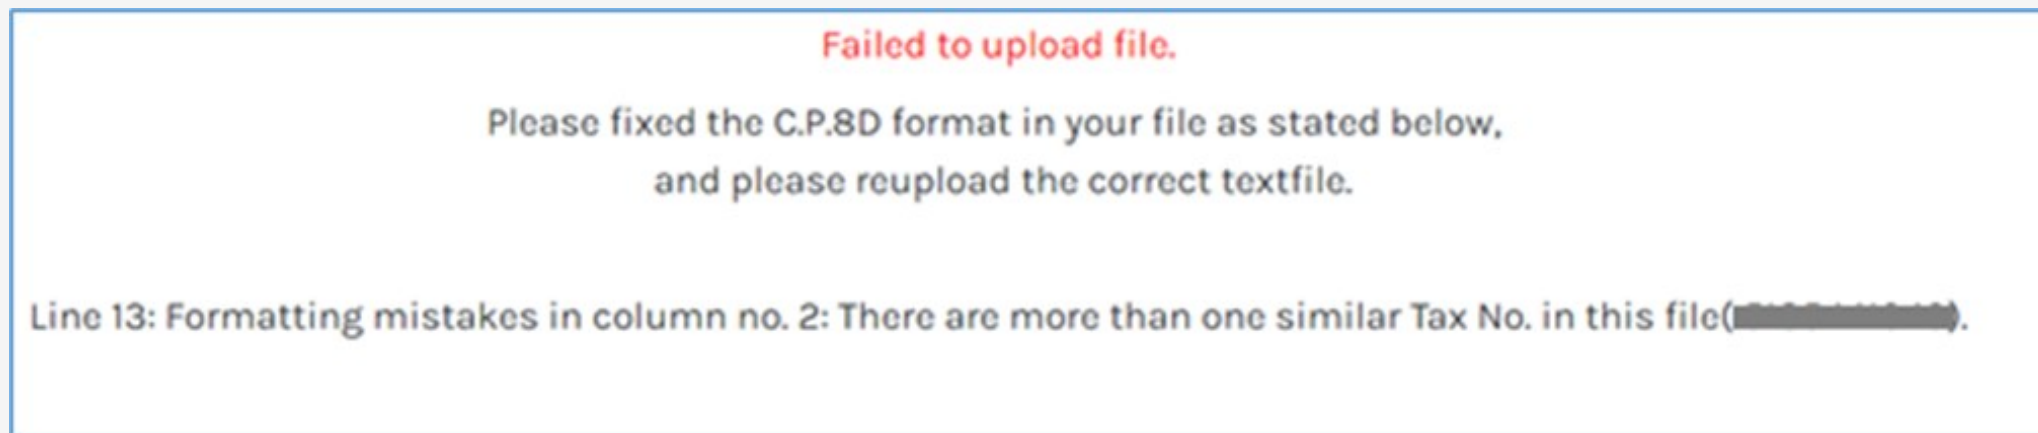 Failed to upload file.
Please fixed the C.P.8D format in your file as stated below,
and please reupload the correct textfile.
Line 13: Formatting mistakes in column no. 2: There are more than one similar Tax No. in this file( ).